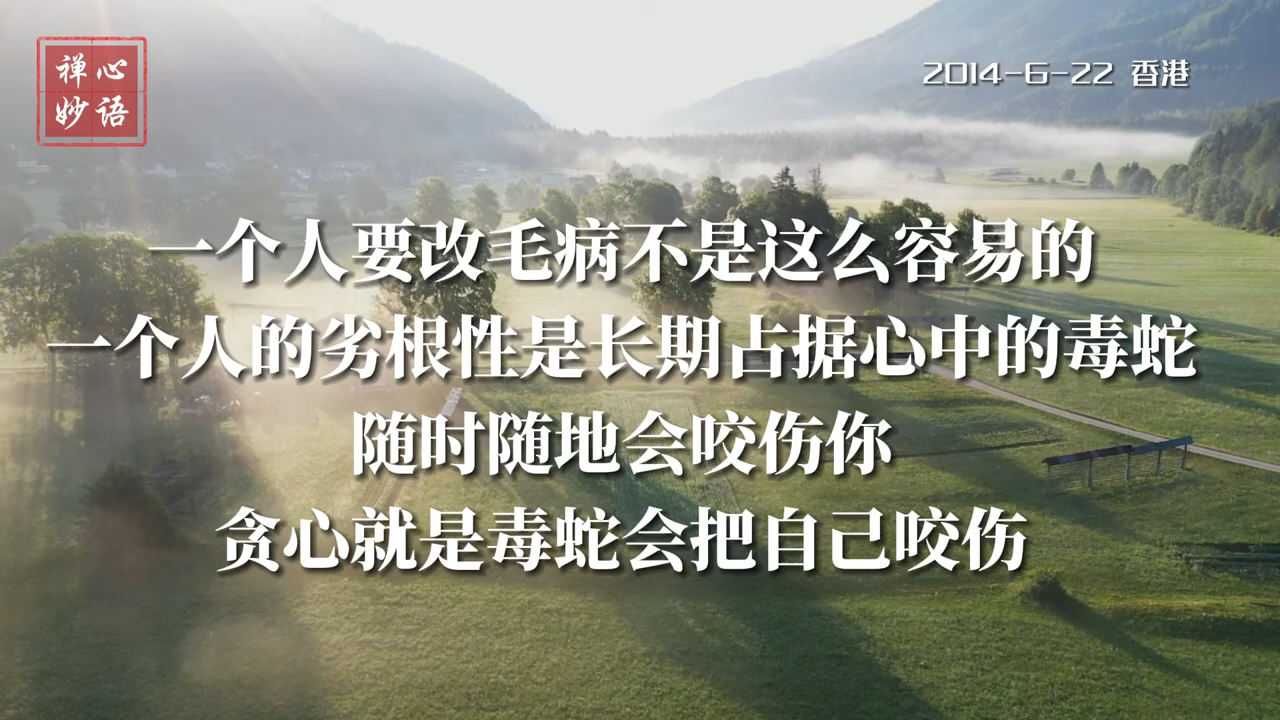 禅心
妙语
2014-6-22 香港
一个人要改毛病不是这么容易的
一个人的劣根性是长期占据心中的毒蛇
随时随地会咬伤你
贪心就是毒蛇会把自己咬伤